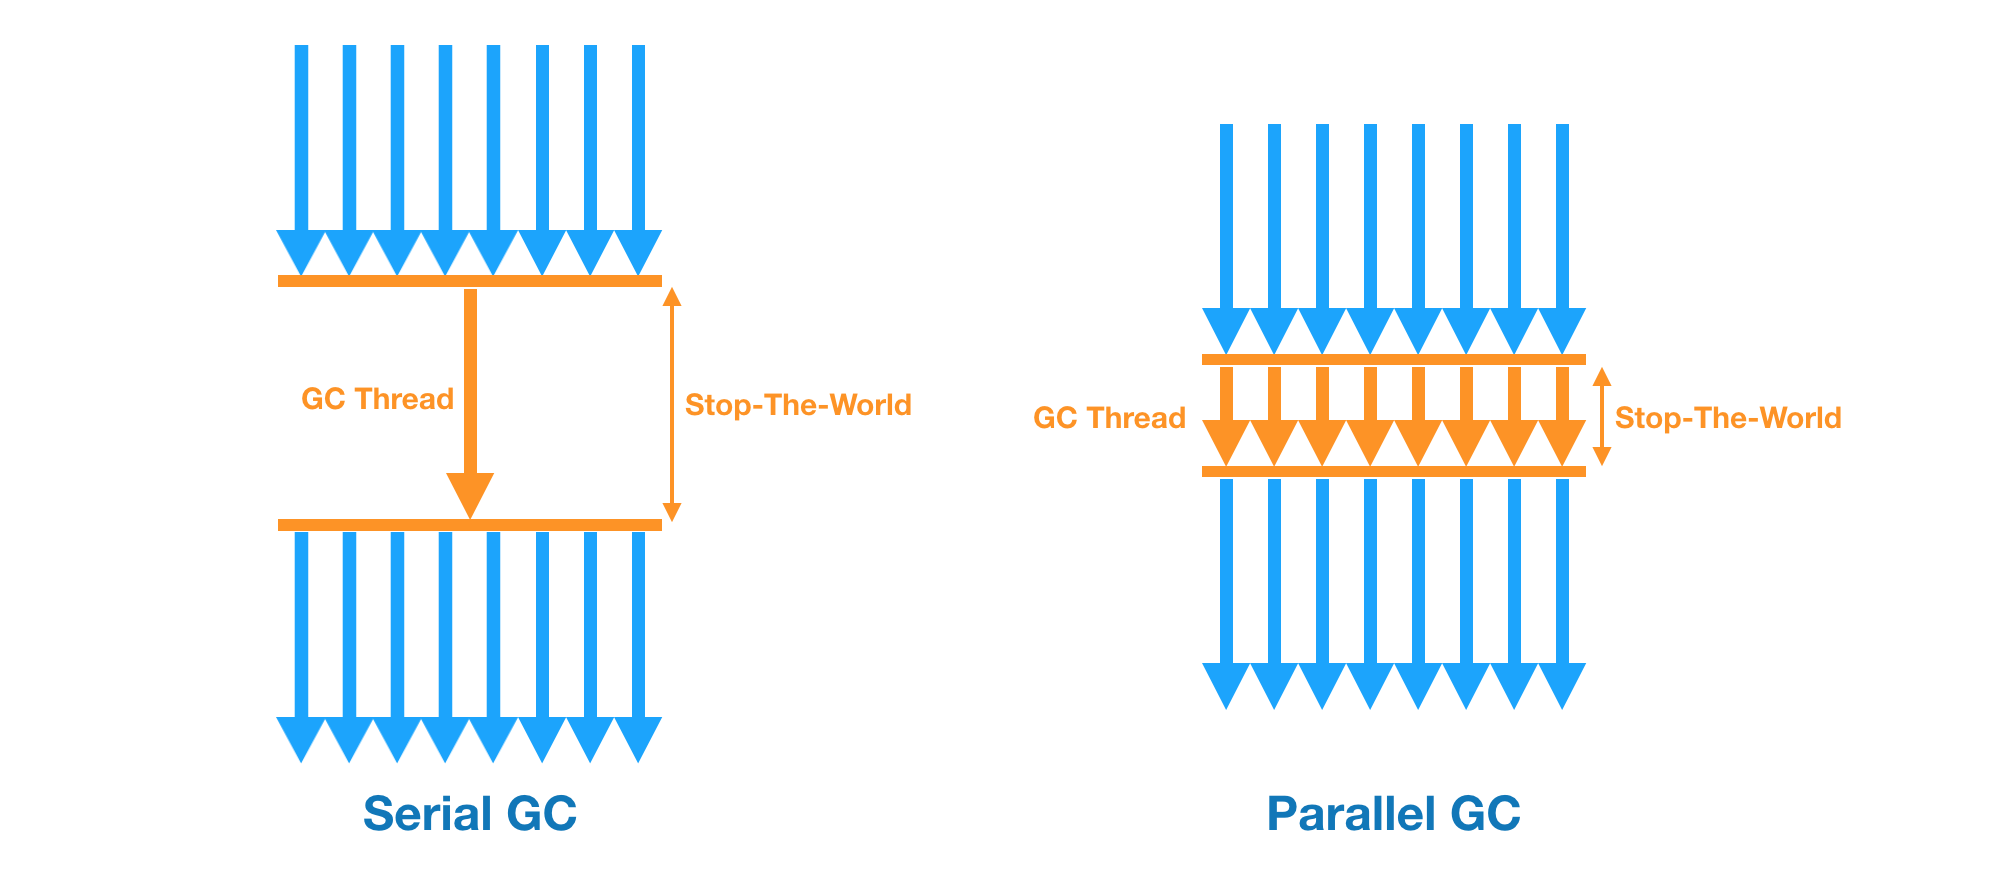 GC Thread
Stop-The-World
Serial GC
GC Thread
Stop-The-World
Parallel GC